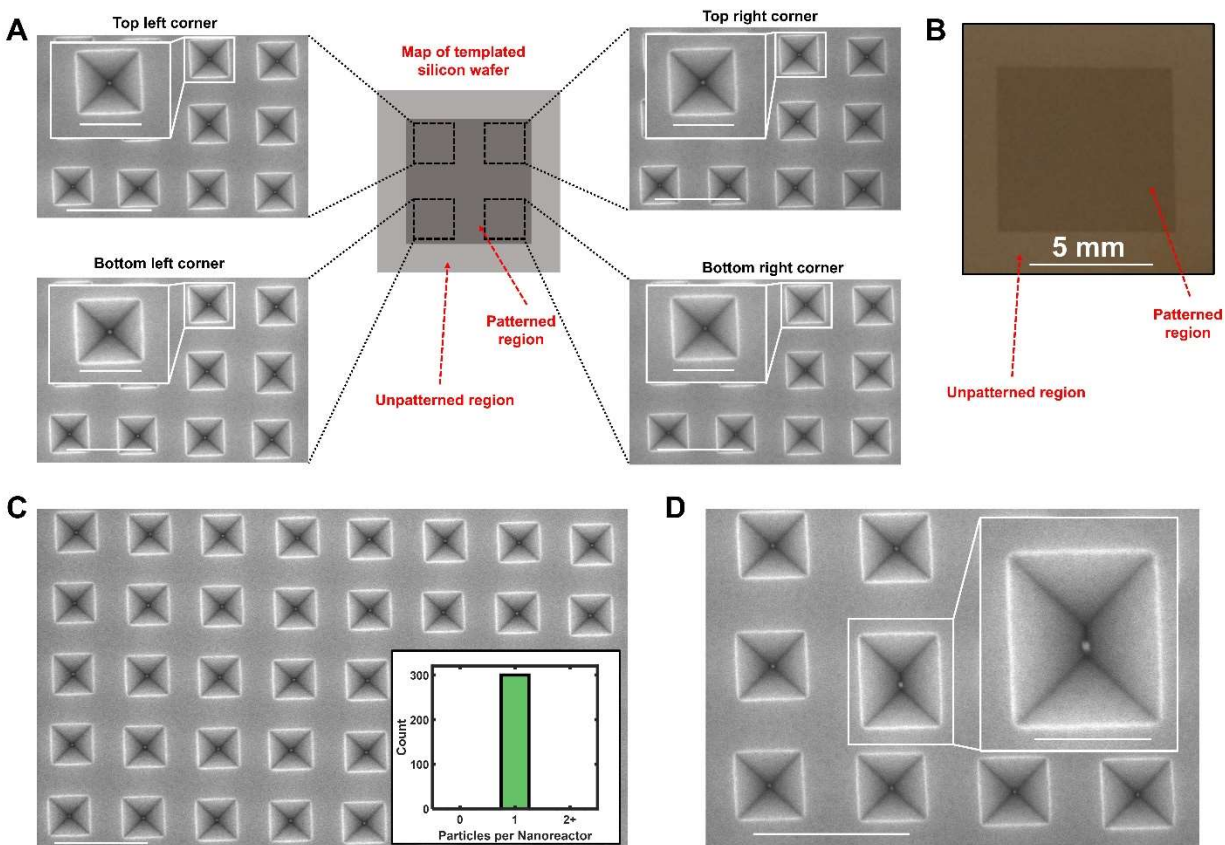 A
Top left corner
Map of templated
silicon wafer
Top right corner
Bottom left corner
Bottom right corner
Patterned
region
Unpatterned region
B
5 mm
Patterned
region
Unpatterned region
C
300
200
100
0
Count
0 1 2+
Particles per Nanoreactor
D